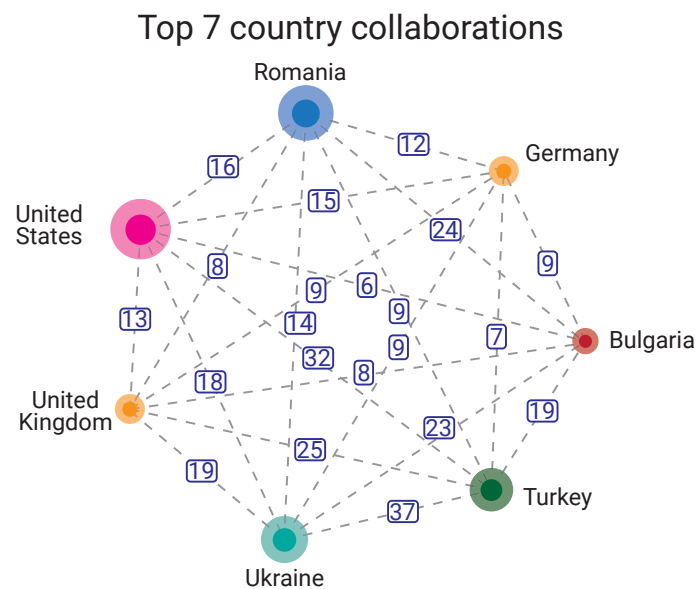 Top 7 country collaborations
Romania
12
Germany
16
15
United
States
24
8
9
6
9
9
13
14
7
Bulgaria
9
32
8
18
United
Kingdom
19
23
25
19
Turkey
37
Ukraine